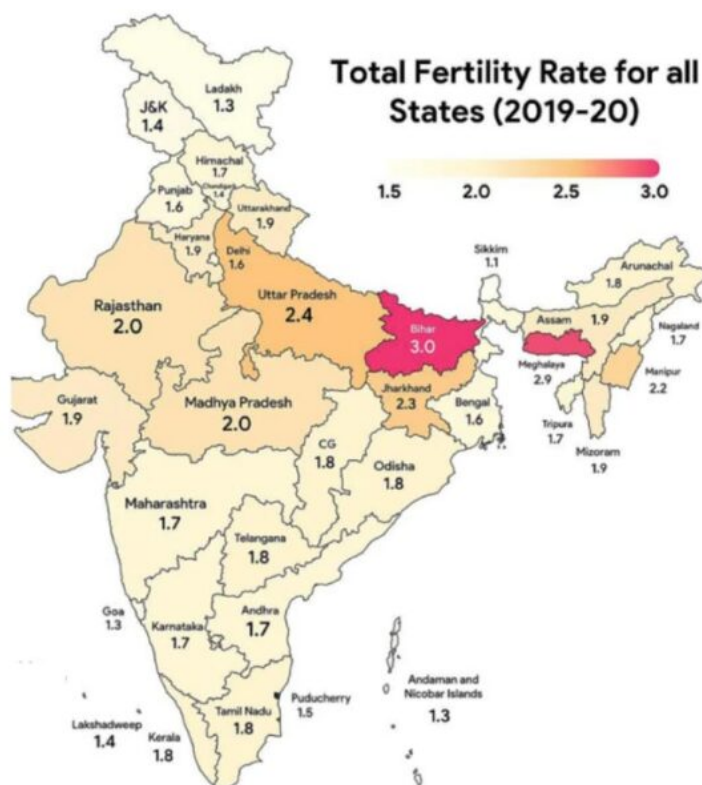 Total Fertility Rate for all
States (2019-20)
1.5 2.0 2.5 3.0
Ladakh
1.3
J&K
1.4
Himachal
1.7
Chandigarh
1.4
Punjab
1.6
Uttarakhand
1.9
Haryana
1.9
Delhi
1.6
Sikkim
1.1
Arunachal
1.8
Rajasthan
2.0
Uttar Pradesh
2.4
Bihar
3.0
Assam
1.9
Nagaland
1.7
Meghalaya
2.9
Manipur
2.2
Gujarat
1.9
Madhya Pradesh
2.0
Jharkhand
2.3
Bengal
1.6
Tripura
1.7
Mizoram
1.9
CG
1.8
Odisha
1.8
Maharashtra
1.7
Telangana
1.8
Goa
1.3
Karnataka
1.7
Andhra
1.7
Andaman and
Nicobar Islands
1.3
Puducherry
1.5
Lakshadweep
1.4
Kerala
1.8
Tamil Nadu
1.8